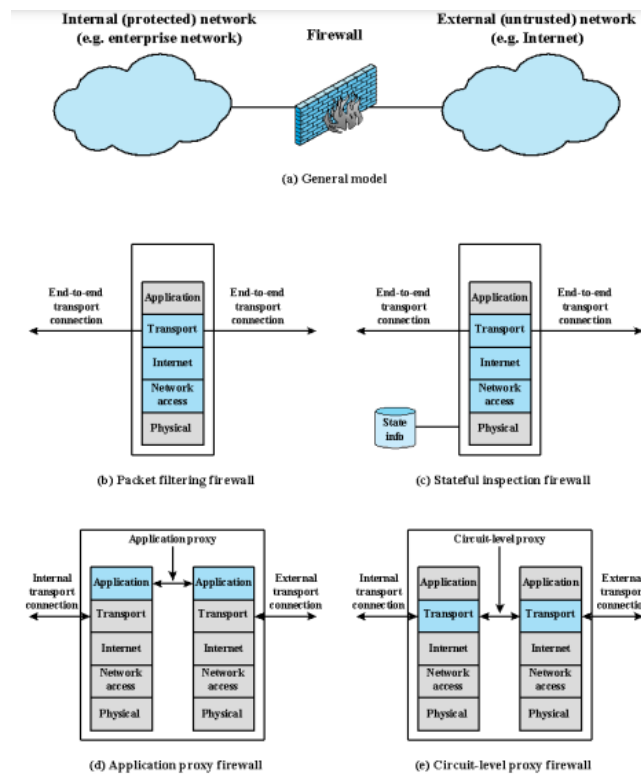 Internal (protected) network
(e.g. enterprise network)
Firewall
External (untrusted) network
(e.g. Internet)
(a) General model
End-to-end
transport
connection
Application
Transport
Internet
Network
access
Physical
End-to-end
transport
connection
(b) Packet filtering firewall
End-to-end
transport
connection
Application
Transport
Internet
Network
access
Physical
End-to-end
transport
connection
State
info
(c) Stateful inspection firewall
Application proxy
Internal
transport
connection
Application
Transport
Internet
Network
access
Physical
Application
Transport
Internet
Network
access
Physical
External
transport
connection
(d) Application proxy firewall
Circuit-level proxy
Internal
transport
connection
Application
Transport
Internet
Network
access
Physical
Application
Transport
Internet
Network
access
Physical
External
transport
connection
(e) Circuit-level proxy firewall